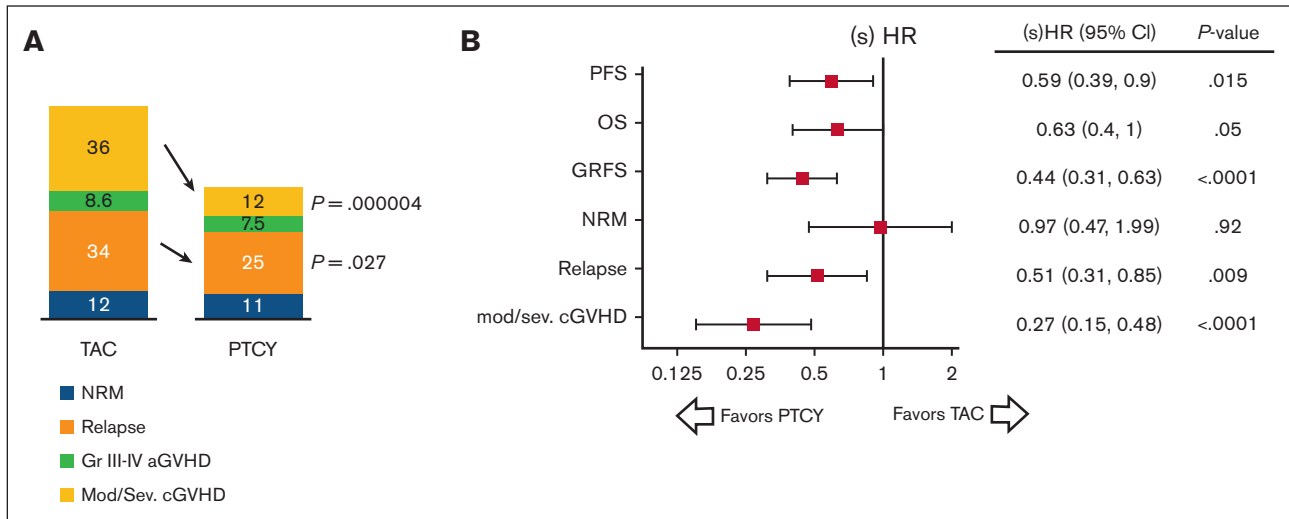 A
36
8.6
34
12
TAC
12
7.5
25
11
PTCY
P = .000004
P = .027
NRM
Relapse
Gr III-IV aGVHD
Mod/Sev. cGVHD
B
(s) HR
(s)HR (95% CI) P-value
PFS 0.59 (0.39, 0.9) .015
OS 0.63 (0.4, 1) .05
GRFS 0.44 (0.31, 0.63) <.0001
NRM 0.97 (0.47, 1.99) .92
Relapse 0.51 (0.31, 0.85) .009
mod/sev. cGVHD 0.27 (0.15, 0.48) <.0001
0.125 0.25 0.5 1 2
Favors PTCY Favors TAC